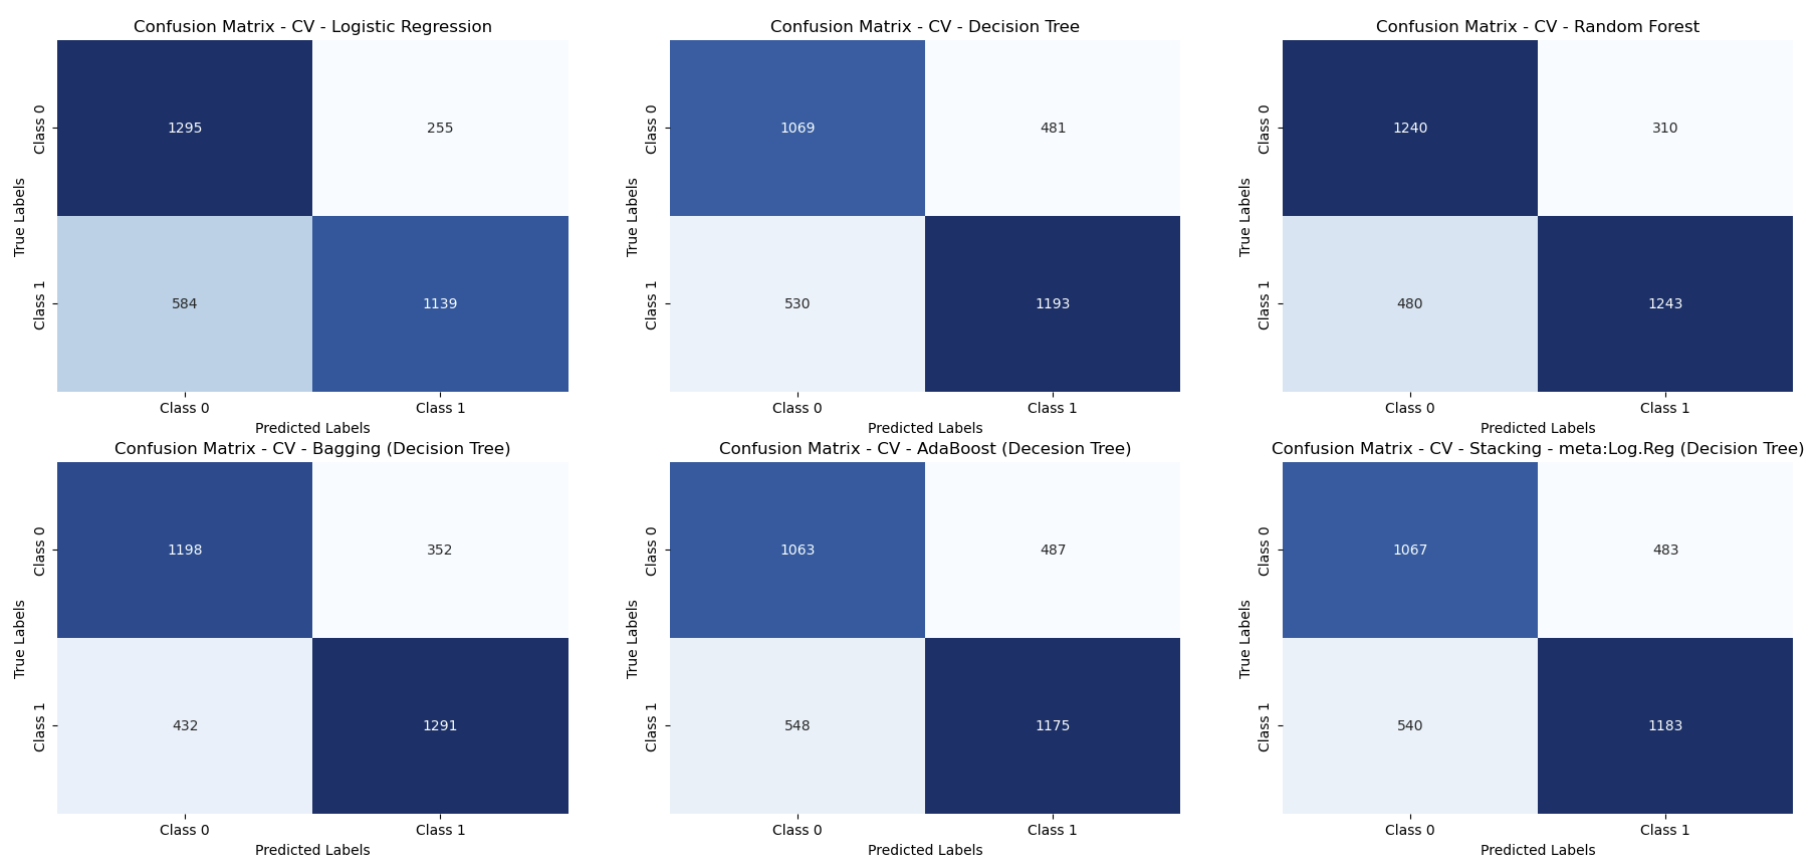 Confusion Matrix - CV - Logistic Regression
True Labels
Class 0
1295 255
Class 1
584 1139
Class 0 Class 1
Predicted Labels
Confusion Matrix - CV - Decision Tree
True Labels
Class 0
1069 481
Class 1
530 1193
Class 0 Class 1
Predicted Labels
Confusion Matrix - CV - Random Forest
True Labels
Class 0
1240 310
Class 1
480 1243
Class 0 Class 1
Predicted Labels
Confusion Matrix - CV - Bagging (Decision Tree)
True Labels
Class 0
1198 352
Class 1
432 1291
Class 0 Class 1
Predicted Labels
Confusion Matrix - CV - AdaBoost (Decesion Tree)
True Labels
Class 0
1063 487
Class 1
548 1175
Class 0 Class 1
Predicted Labels
Confusion Matrix - CV - Stacking - meta:Log.Reg (Decision Tree)
True Labels
Class 0
1067 483
Class 1
540 1183
Class 0 Class 1
Predicted Labels